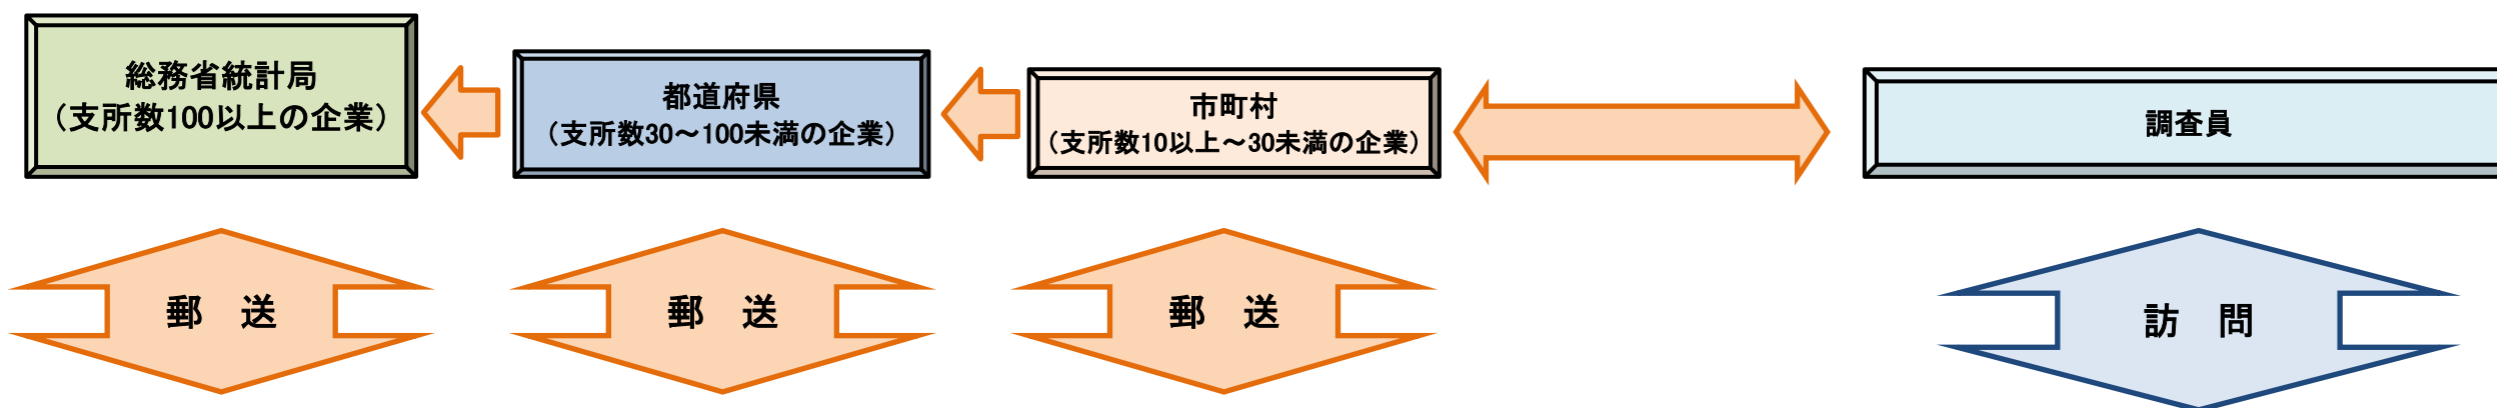 総務省統計局
（支所数100以上の企業）
都道府県
（支所数30～100未満の企業）
市町村
（支所数10以上～30未満の企業）
調査員
郵　送
郵　送
郵　送
訪　問